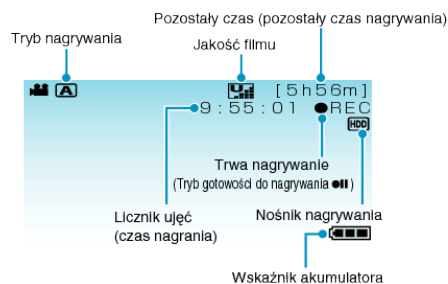 Pozostały czas (pozostały czas nagrywania)
Tryb nagrywania
Jakość filmu
A [5h56m]
9:55:01 ●REC
HDD
Trwa nagrywanie
(Tryb gotowości do nagrywania ●II)
Licznik ujęć
(czas nagrania)
Nośnik nagrywania
Wskaźnik akumulatora